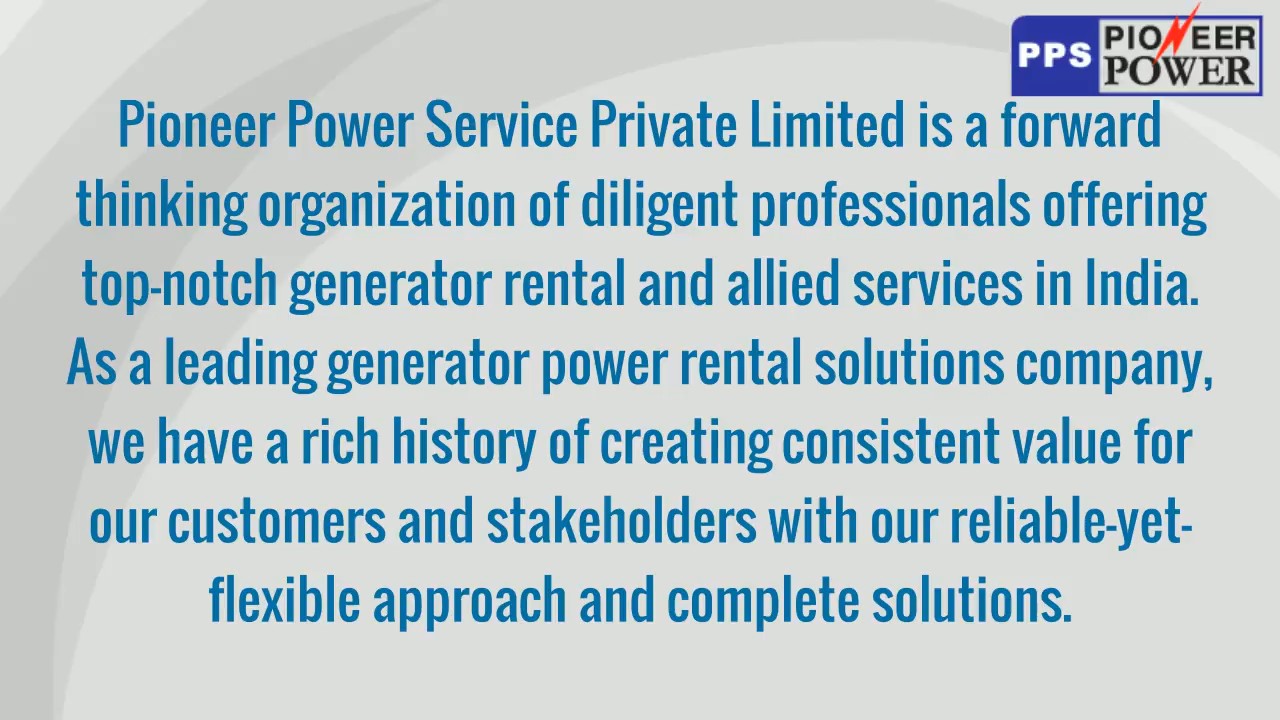 PPS PIONEER
POWER
Pioneer Power Service Private Limited is a forward
thinking organization of diligent professionals offering
top-notch generator rental and allied services in India.
As a leading generator power rental solutions company,
we have a rich history of creating consistent value for
our customers and stakeholders with our reliable-yet-
flexible approach and complete solutions.